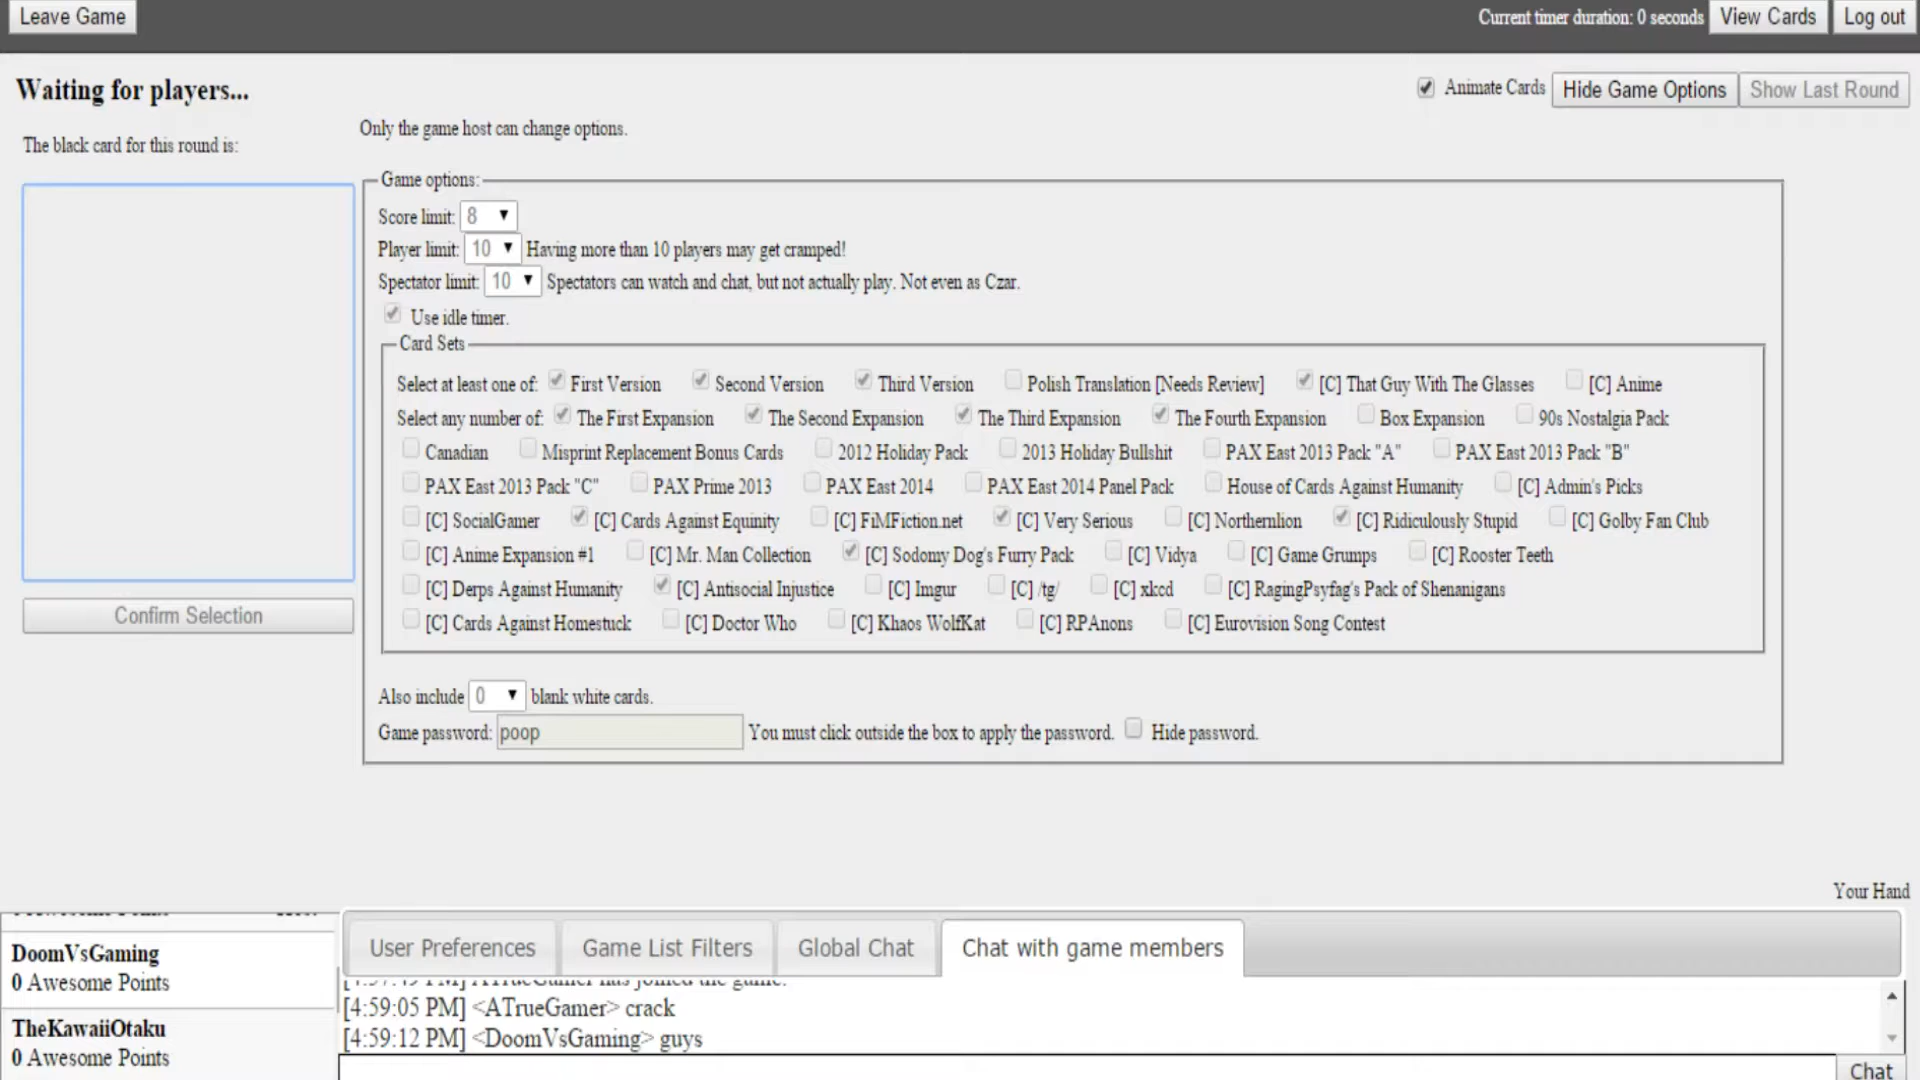 Leave Game
Current timer duration: 0 seconds View Cards Log out
Waiting for players...
Animate Cards Hide Game Options Show Last Round
Only the game host can change options.
The black card for this round is:
Game options:
Score limit: 8
Player limit: 10 Having more than 10 players may get cramped!
Spectator limit: 10 Spectators can watch and chat, but not actually play. Not even as Czar.
Use idle timer.
Card Sets
Select at least one of: First Version Second Version Third Version Polish Translation [Needs Review] [C] That Guy With The Glasses [C] Anime
Select any number of: The First Expansion The Second Expansion The Third Expansion The Fourth Expansion Box Expansion 90s Nostalgia Pack
Canadian Misprint Replacement Bonus Cards 2012 Holiday Pack 2013 Holiday Bullshit PAX East 2013 Pack "A" PAX East 2013 Pack "B"
PAX East 2013 Pack "C" PAX Prime 2013 PAX East 2014 PAX East 2014 Panel Pack House of Cards Against Humanity [C] Admin's Picks
[C] SocialGamer [C] Cards Against Equinity [C] FiMFiction.net [C] Very Serious [C] Northernlion [C] Ridiculously Stupid [C] Golby Fan Club
[C] Anime Expansion #1 [C] Mr. Man Collection [C] Sodomy Dog's Furry Pack [C] Vidya [C] Game Grumps [C] Rooster Teeth
[C] Derps Against Humanity [C] Antisocial Injustice [C] Imgur [C] /tg/ [C] xkcd [C] RagingPsyfag's Pack of Shenanigans
[C] Cards Against Homestuck [C] Doctor Who [C] Khaos WolfKat [C] RPAnons [C] Eurovision Song Contest
Confirm Selection
Also include 0 blank white cards.
Game password: poop You must click outside the box to apply the password. Hide password.
Your Hand
DoomVsGaming
0 Awesome Points
TheKawaiiOtaku
0 Awesome Points
User Preferences Game List Filters Global Chat Chat with game members
[4:57:49 PM] ATrueGamer has joined the game.
[4:59:05 PM] <ATrueGamer> crack
[4:59:12 PM] <DoomVsGaming> guys
Chat